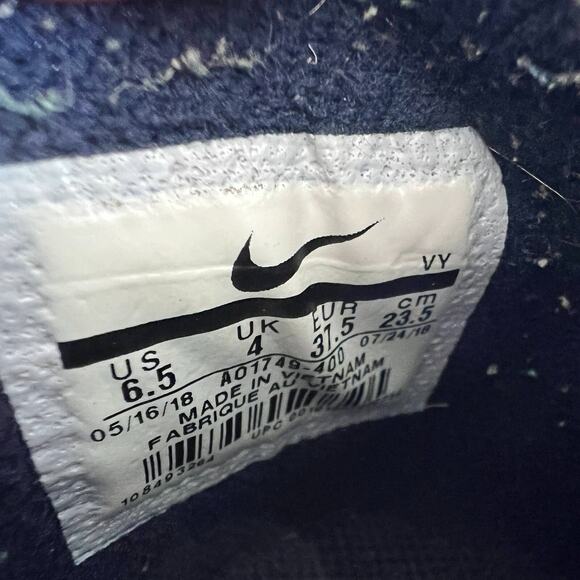 VY
US UK EUR cm
6.5 4 37.5 23.5
05/16/18 AO1749-400 07/24/18
MADE IN VIETNAM
FABRIQUE AU VIETNAM
UPC